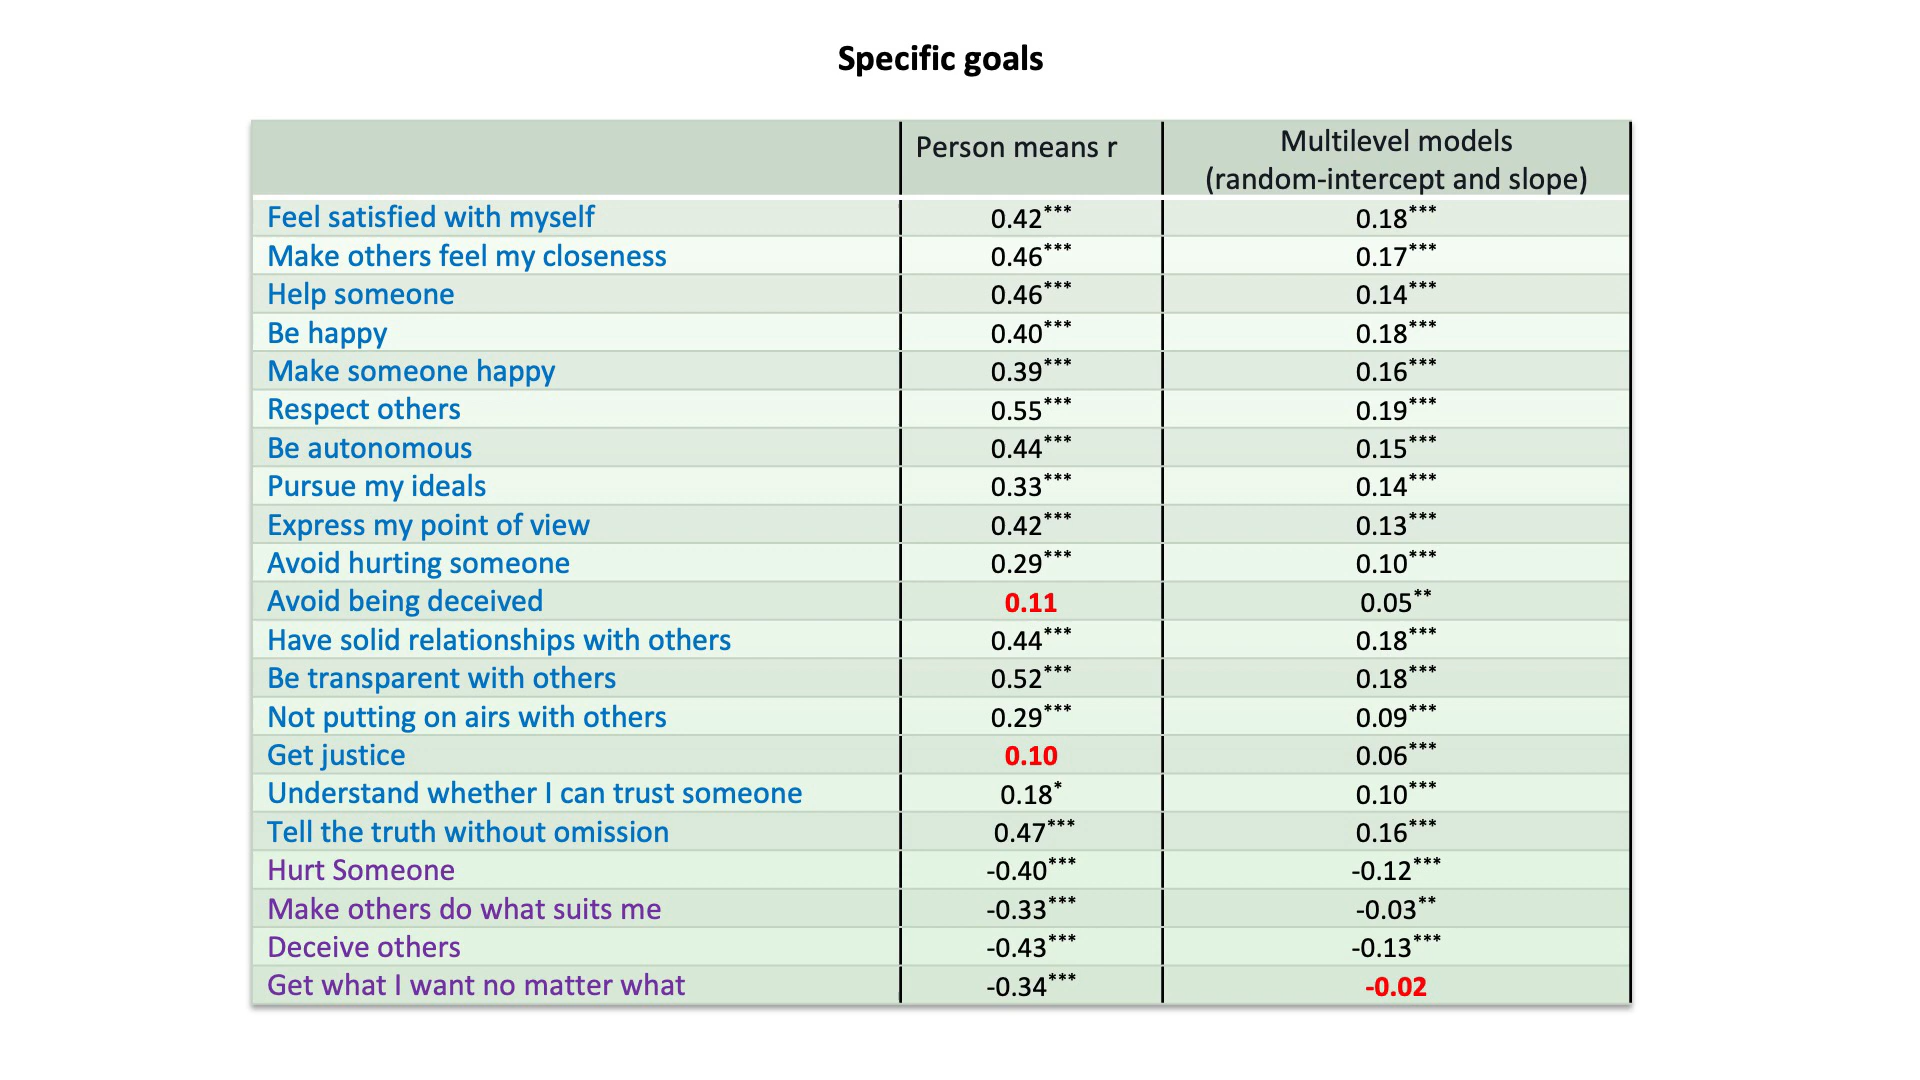 Specific goals
Person means r
Multilevel models
(random-intercept and slope)
Feel satisfied with myself 0.42*** 0.18***
Make others feel my closeness 0.46*** 0.17***
Help someone 0.46*** 0.14***
Be happy 0.40*** 0.18***
Make someone happy 0.39*** 0.16***
Respect others 0.55*** 0.19***
Be autonomous 0.44*** 0.15***
Pursue my ideals 0.33*** 0.14***
Express my point of view 0.42*** 0.13***
Avoid hurting someone 0.29*** 0.10***
Avoid being deceived 0.11 0.05**
Have solid relationships with others 0.44*** 0.18***
Be transparent with others 0.52*** 0.18***
Not putting on airs with others 0.29*** 0.09***
Get justice 0.10 0.06***
Understand whether I can trust someone 0.18* 0.10***
Tell the truth without omission 0.47*** 0.16***
Hurt Someone -0.40*** -0.12***
Make others do what suits me -0.33*** -0.03**
Deceive others -0.43*** -0.13***
Get what I want no matter what -0.34*** -0.02